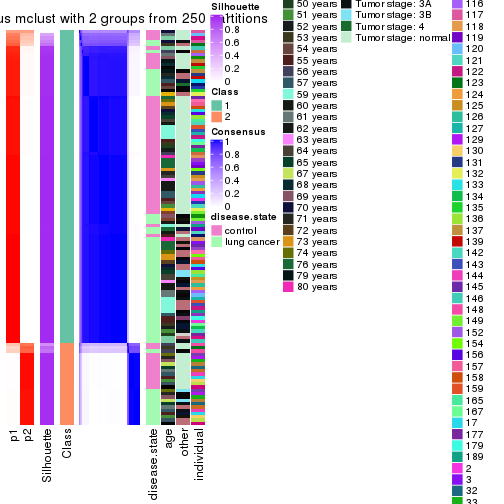 us mclust with 2 groups from 250 partitions
p1
p2
Silhouette
Class
disease.state
age
other
individual
Silhouette
1
0.8
0.6
0.4
0.2
0
Class
1
2
Consensus
1
0.8
0.6
0.4
0.2
0
disease.state
control
lung cancer
50 years
51 years
52 years
53 years
54 years
55 years
56 years
57 years
59 years
60 years
61 years
62 years
63 years
64 years
65 years
67 years
68 years
69 years
70 years
71 years
72 years
73 years
74 years
76 years
79 years
80 years
Tumor stage: 3A
Tumor stage: 3B
Tumor stage: 4
Tumor stage: normal
116
117
118
119
120
121
122
123
124
125
126
127
129
130
131
132
133
134
135
136
137
139
142
143
144
145
146
148
149
152
154
156
157
158
159
165
167
17
177
179
189
2
3
32
33